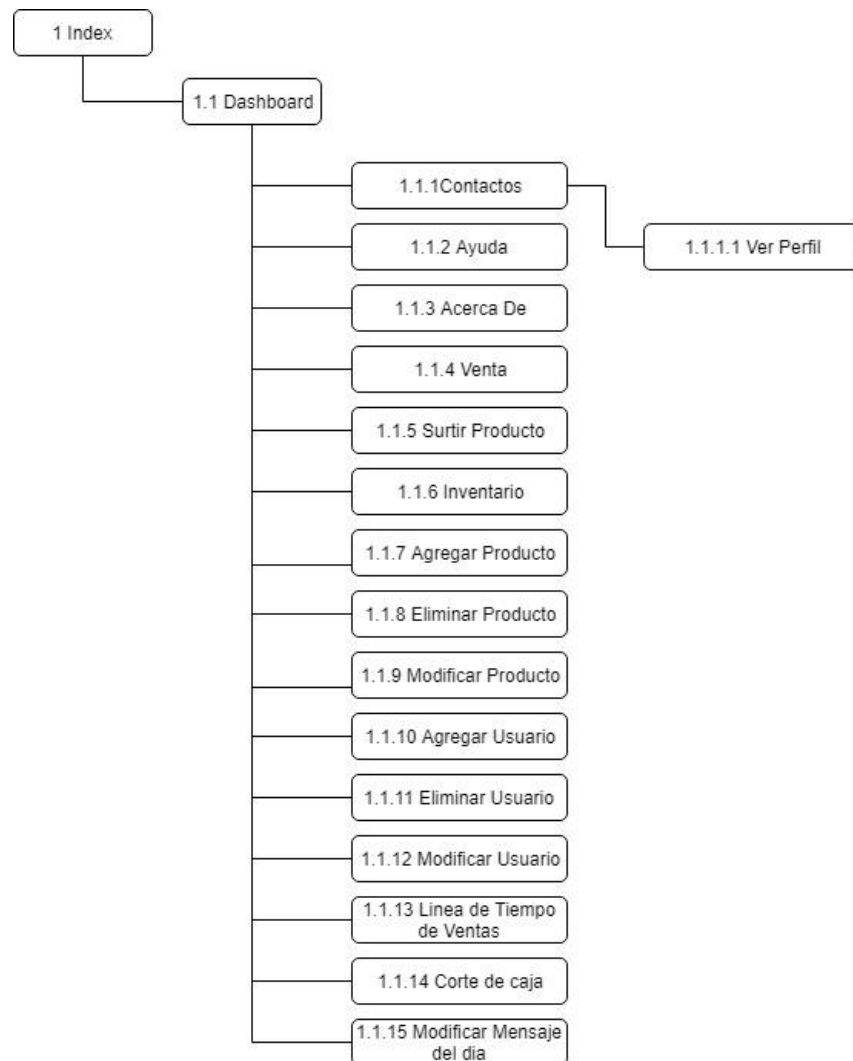 1 Index
1.1 Dashboard
1.1.1Contactos
1.1.1.1 Ver Perfil
1.1.2 Ayuda
1.1.3 Acerca De
1.1.4 Venta
1.1.5 Surtir Producto
1.1.6 Inventario
1.1.7 Agregar Producto
1.1.8 Eliminar Producto
1.1.9 Modificar Producto
1.1.10 Agregar Usuario
1.1.11 Eliminar Usuario
1.1.12 Modificar Usuario
1.1.13 Linea de Tiempo
de Ventas
1.1.14 Corte de caja
1.1.15 Modificar Mensaje
del dia